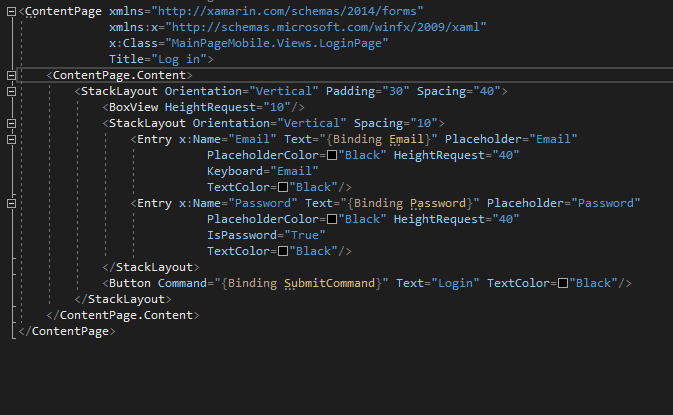 <ContentPage xmlns="http://xamarin.com/schemas/2014/forms"
xmlns:x="http://schemas.microsoft.com/winfx/2009/xaml"
x:Class="MainPageMobile.Views.LoginPage"
Title="Log in">
<ContentPage.Content>
<StackLayout Orientation="Vertical" Padding="30" Spacing="40">
<BoxView HeightRequest="10"/>
<StackLayout Orientation="Vertical" Spacing="10">
<Entry x:Name="Email" Text="{Binding Email}" Placeholder="Email"
PlaceholderColor="Black" HeightRequest="40"
Keyboard="Email"
TextColor="Black"/>
<Entry x:Name="Password" Text="{Binding Password}" Placeholder="Password"
PlaceholderColor="Black" HeightRequest="40"
IsPassword="True"
TextColor="Black"/>
</StackLayout>
<Button Command="{Binding SubmitCommand}" Text="Login" TextColor="Black"/>
</StackLayout>
</ContentPage.Content>
</ContentPage>